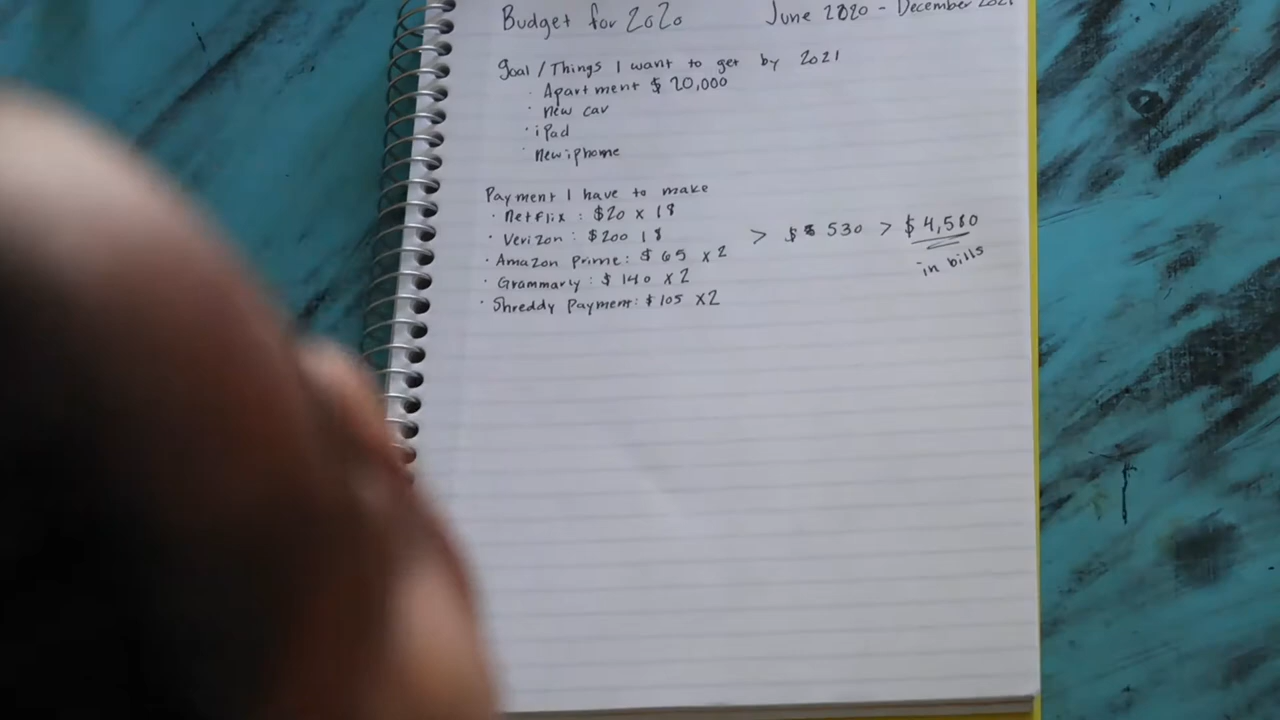 Budget for 2020 June 2020 - December 2021
Goal / Things I want to get by 2021
· Apartment $ 20,000
· new car
· iPad
· New iphome
Payment I have to make
· Netflix : $20 x 18
· Verizon : $200 18
· Amazon prime: $ 65 x 2
· Grammarly : $ 140 x 2
· Shreddy Payment: $ 105 x2
> $ 530 > $ 4,580
in bills